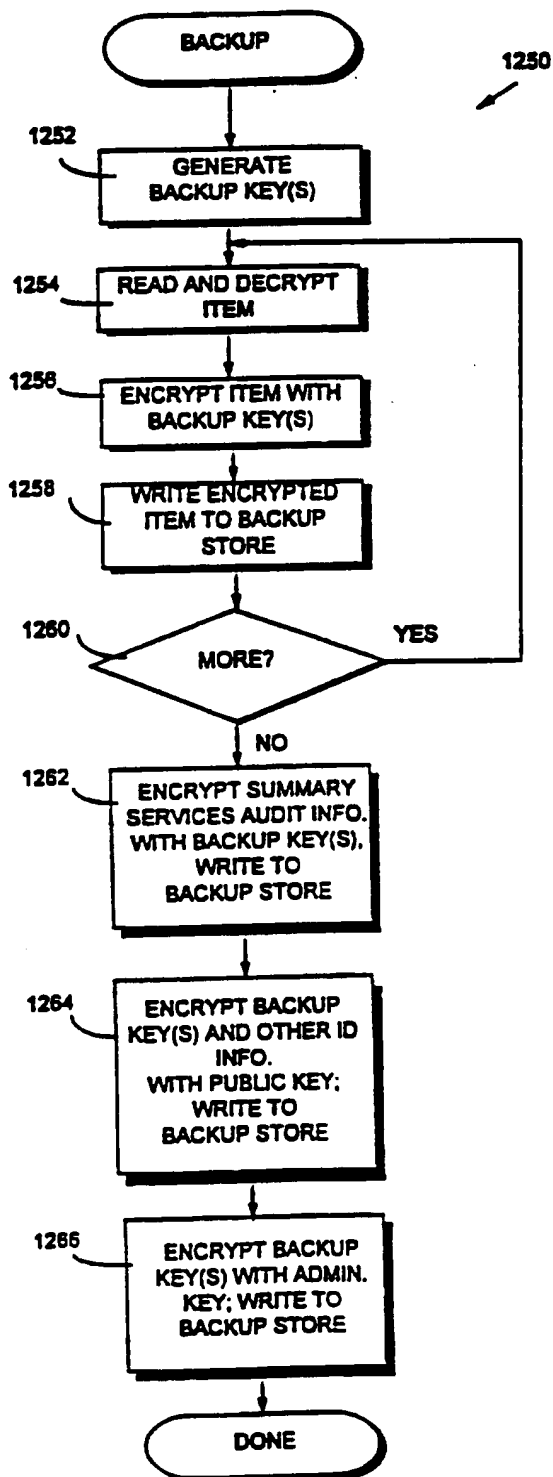 BACKUP
1250
1252
GENERATE
BACKUP KEY(S)
1254
READ AND DECRYPT
ITEM
1256
ENCRYPT ITEM WITH
BACKUP KEY(S)
1258
WRITE ENCRYPTED
ITEM TO BACKUP
STORE
1260
MORE?
YES
NO
1262
ENCRYPT SUMMARY
SERVICES AUDIT INFO.
WITH BACKUP KEY(S),
WRITE TO
BACKUP STORE
1264
ENCRYPT BACKUP
KEY(S) AND OTHER ID
INFO.
WITH PUBLIC KEY;
WRITE TO
BACKUP STORE
1266
ENCRYPT BACKUP
KEY(S) WITH ADMIN.
KEY; WRITE TO
BACKUP STORE
DONE